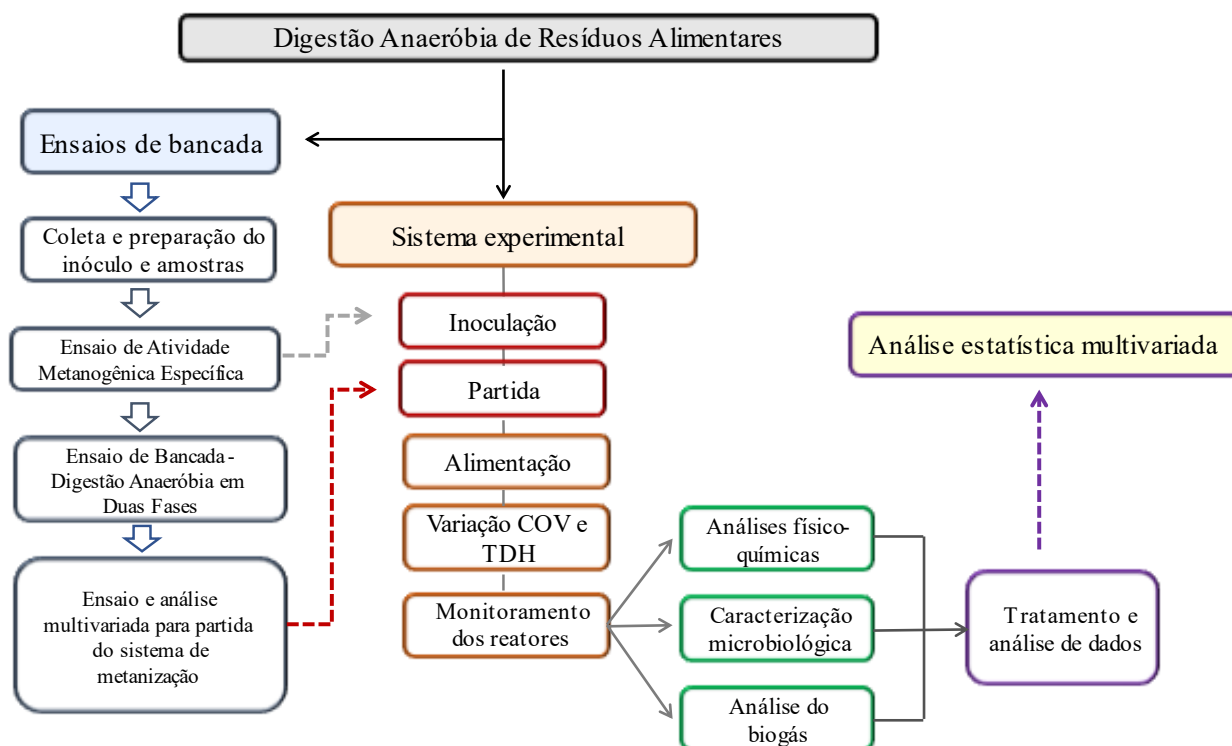 Digestão Anaeróbia de Resíduos Alimentares
Ensaios de bancada
Coleta e preparação do
inóculo e amostras
Ensaio de Atividade
Metanogênica Específica
Ensaio de Bancada -
Digestão Anaeróbia em
Duas Fases
Ensaio e análise
multivariada para partida
do sistema de
metanização
Sistema experimental
Inoculação
Partida
Alimentação
Variação COV e
TDH
Monitoramento
dos reatores
Análises físico-
químicas
Caracterização
microbiológica
Análise do
biogás
Tratamento e
análise de dados
Análise estatística multivariada